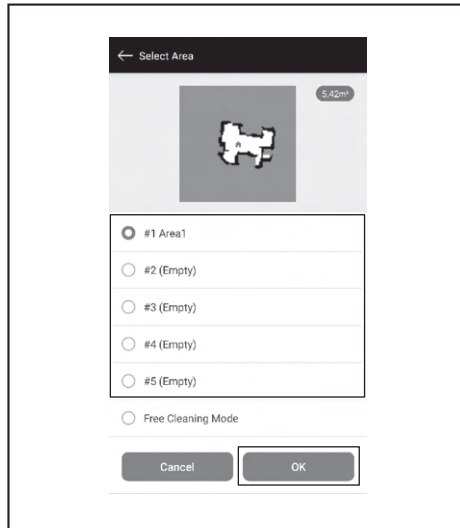 ← Select Area
5.42m²
#1 Area1
#2 (Empty)
#3 (Empty)
#4 (Empty)
#5 (Empty)
Free Cleaning Mode
Cancel OK